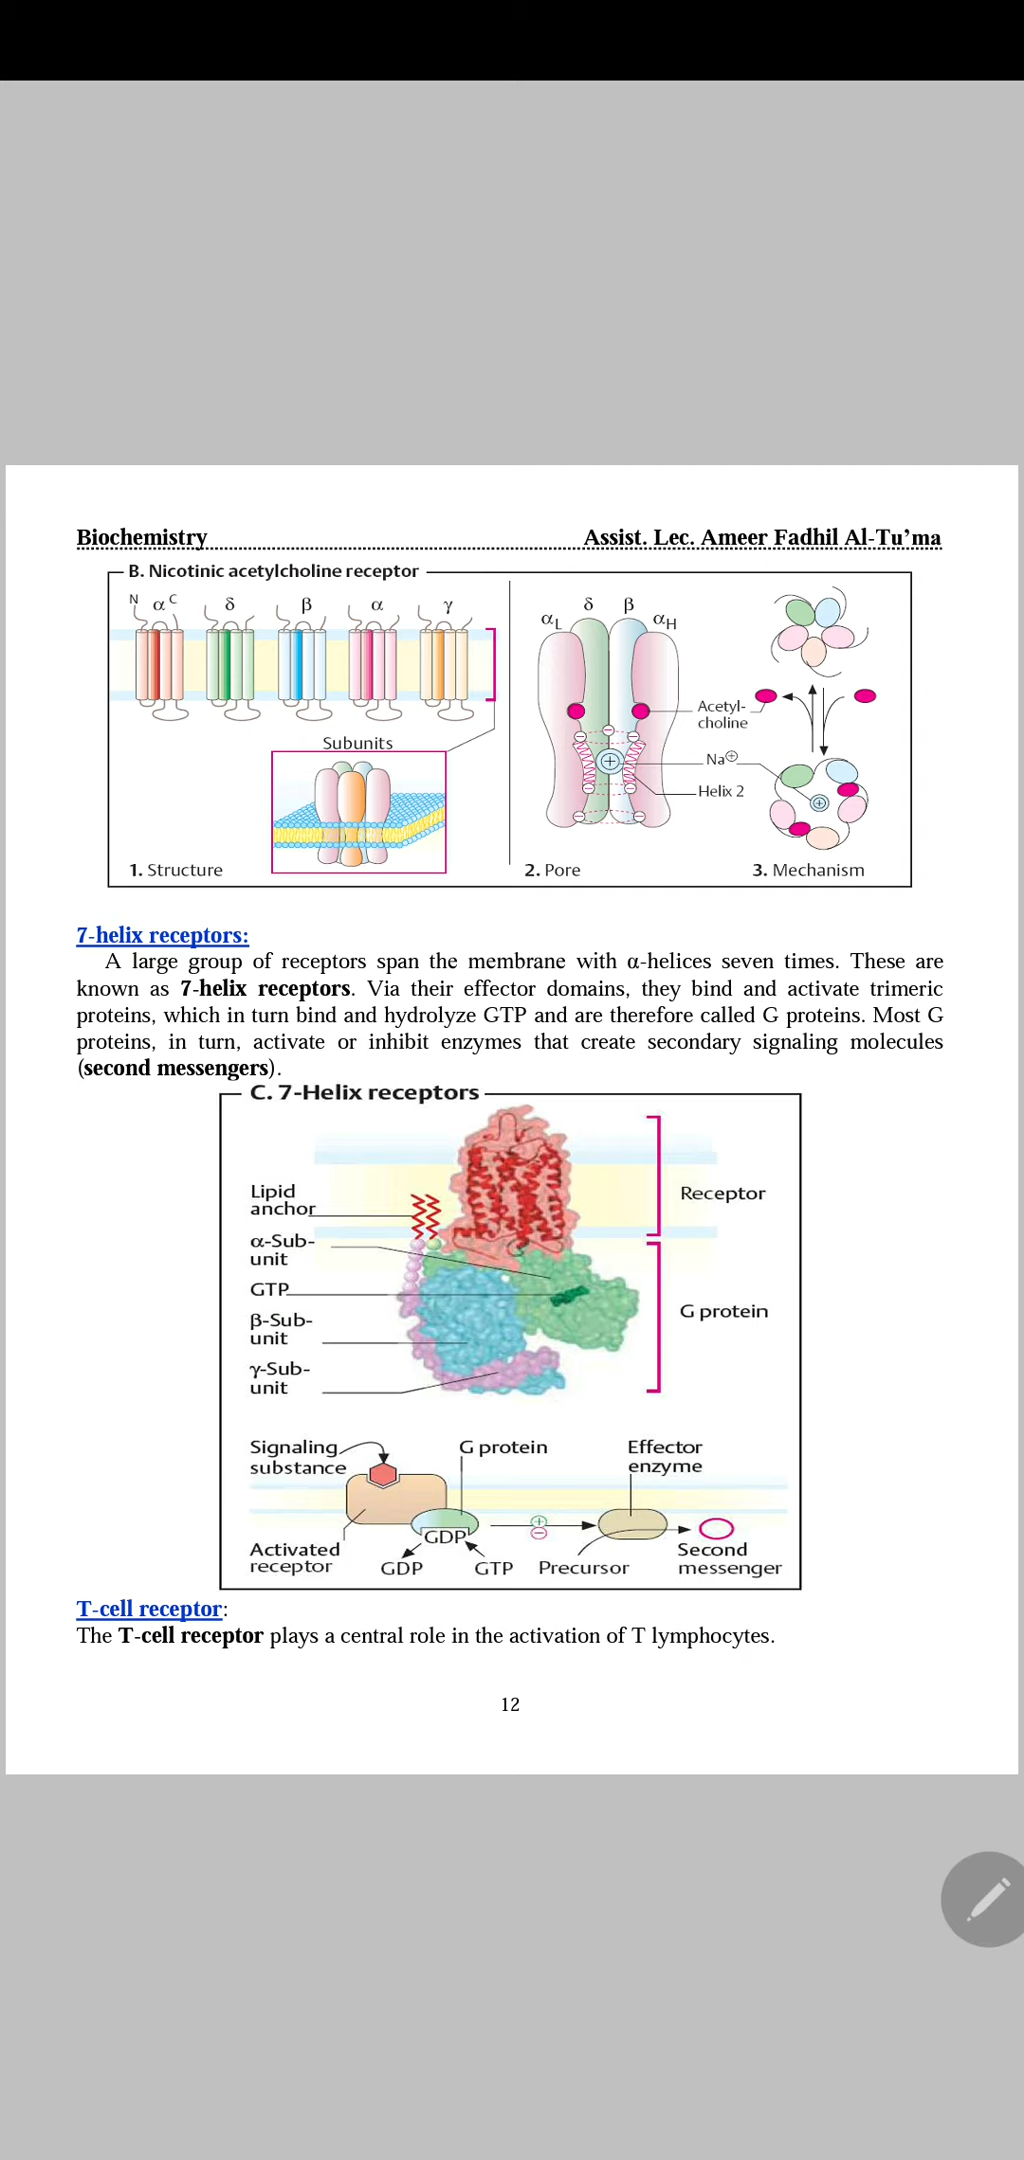 Biochemistry Assist. Lec. Ameer Fadhil Al-Tu’ma
B. Nicotinic acetylcholine receptor
N α C δ β α γ
Subunits
1. Structure
αL δ β αH
Acetyl-
choline
Na⊕
Helix 2
2. Pore
3. Mechanism
7-helix receptors:
A large group of receptors span the membrane with α-helices seven times. These are
known as 7-helix receptors. Via their effector domains, they bind and activate trimeric
proteins, which in turn bind and hydrolyze GTP and are therefore called G proteins. Most G
proteins, in turn, activate or inhibit enzymes that create secondary signaling molecules
(second messengers).
C. 7-Helix receptors
Lipid
anchor
α-Sub-
unit
GTP
β-Sub-
unit
γ-Sub-
unit
Receptor
G protein
Signaling
substance
G protein
Effector
enzyme
GDP
Activated
receptor
GDP
GTP
Precursor
Second
messenger
T-cell receptor:
The T-cell receptor plays a central role in the activation of T lymphocytes.
12